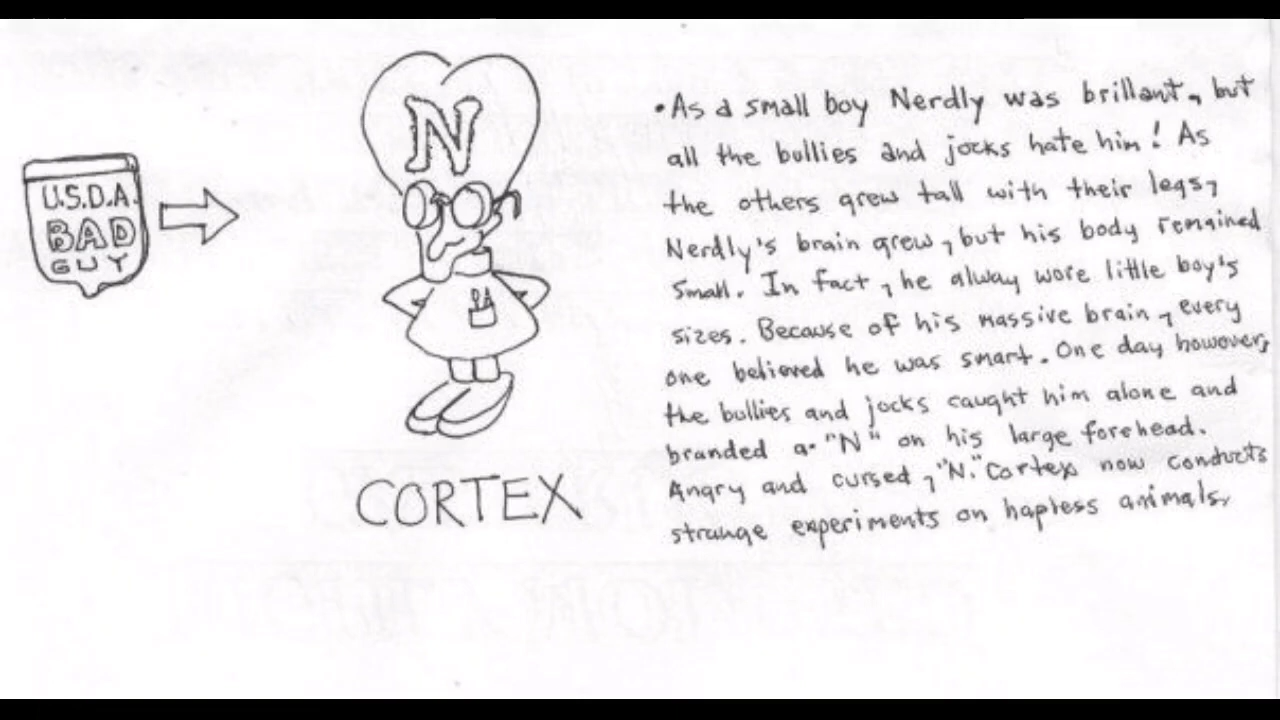 U.S.D.A.
BAD
GUY
N
CORTEX
• As a small boy Nerdly was brillant, but
all the bullies and jocks hate him! As
the others grew tall with their legs,
Nerdly's brain grew, but his body remained
small. In fact, he alway wore little boy's
sizes. Because of his massive brain, every
one believed he was smart. One day however,
the bullies and jocks caught him alone and
branded a "N" on his large forehead.
Angry and cursed, "N." Cortex now conducts
strange experiments on hapless animals.